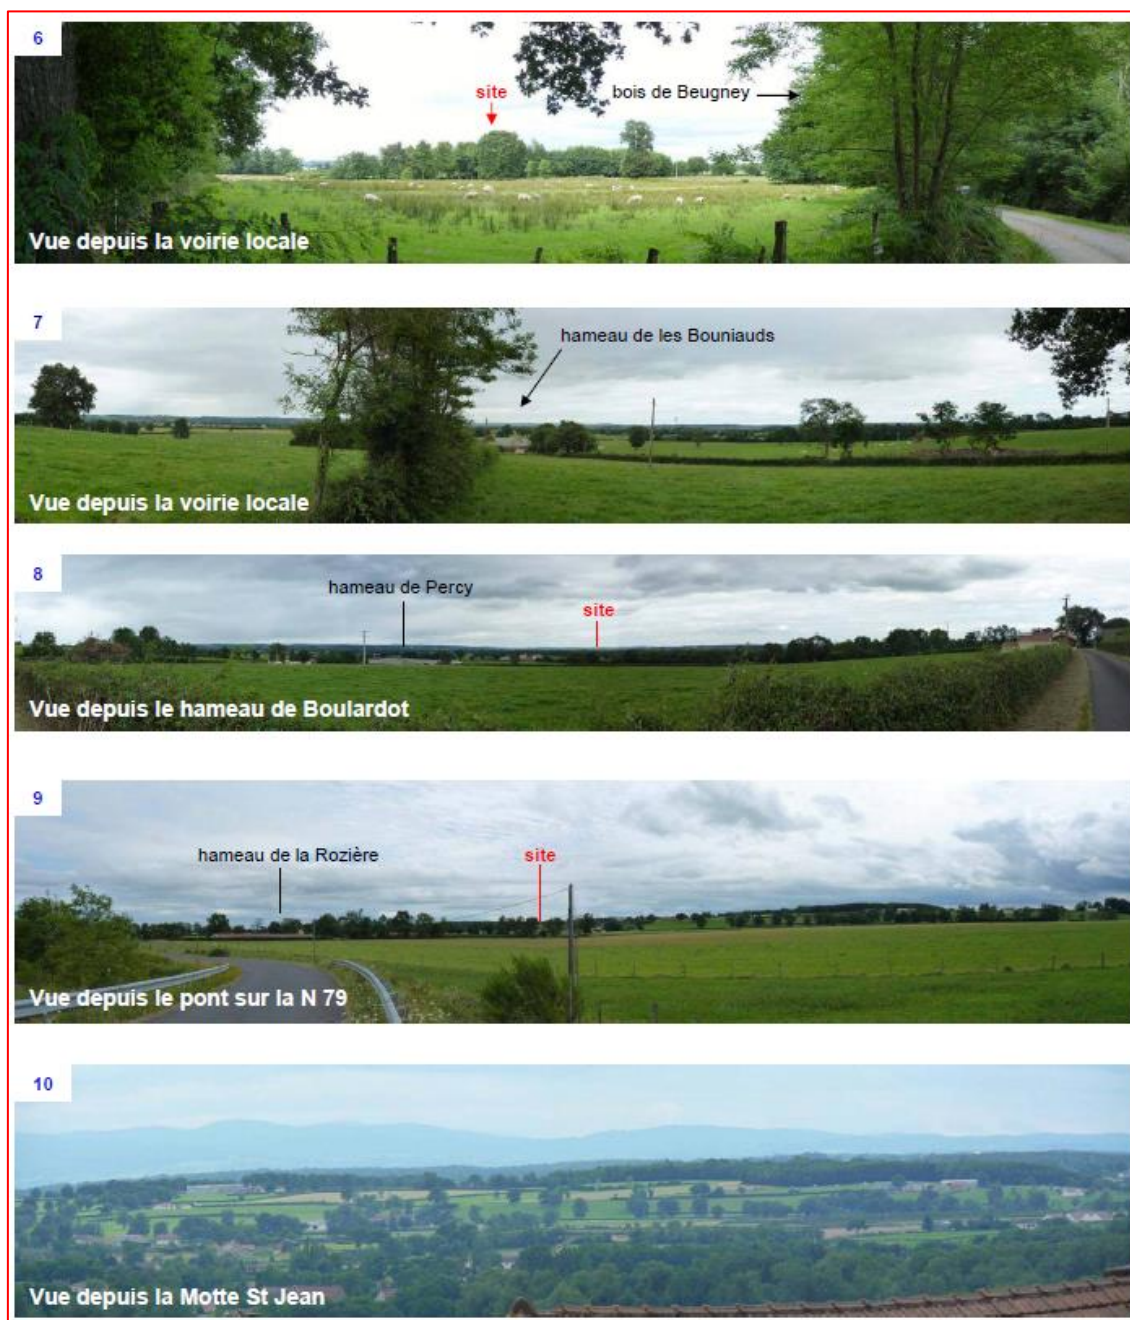 6
site
bois de Beugney
Vue depuis la voirie locale
7
hameau de les Bouniauds
Vue depuis la voirie locale
8
hameau de Percy
site
Vue depuis le hameau de Boulardot
9
hameau de la Rozière
site
Vue depuis le pont sur la N 79
10
Vue depuis la Motte St Jean